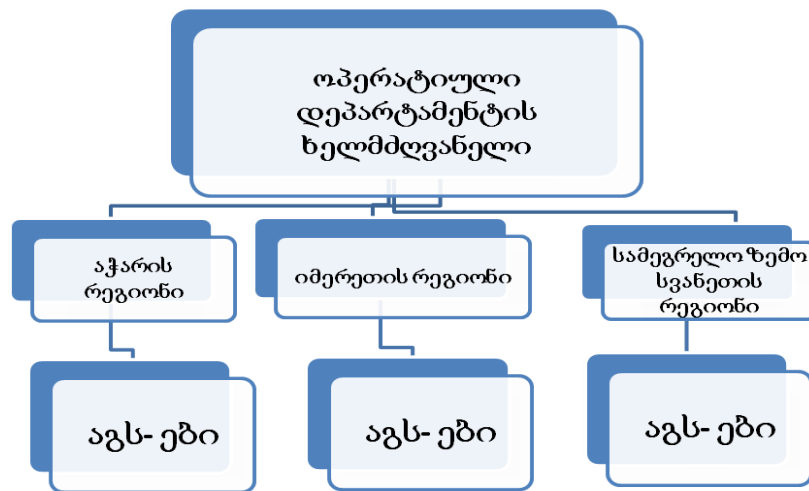 ოპერატიული
დეპარტამენტის
ხელმძღვანელი
აჭარის
რეგიონი
იმერეთის რეგიონი
სამეგრელო ზემო
სვანეთის
რეგიონი
აგს- ები
აგს- ები
აგს- ები